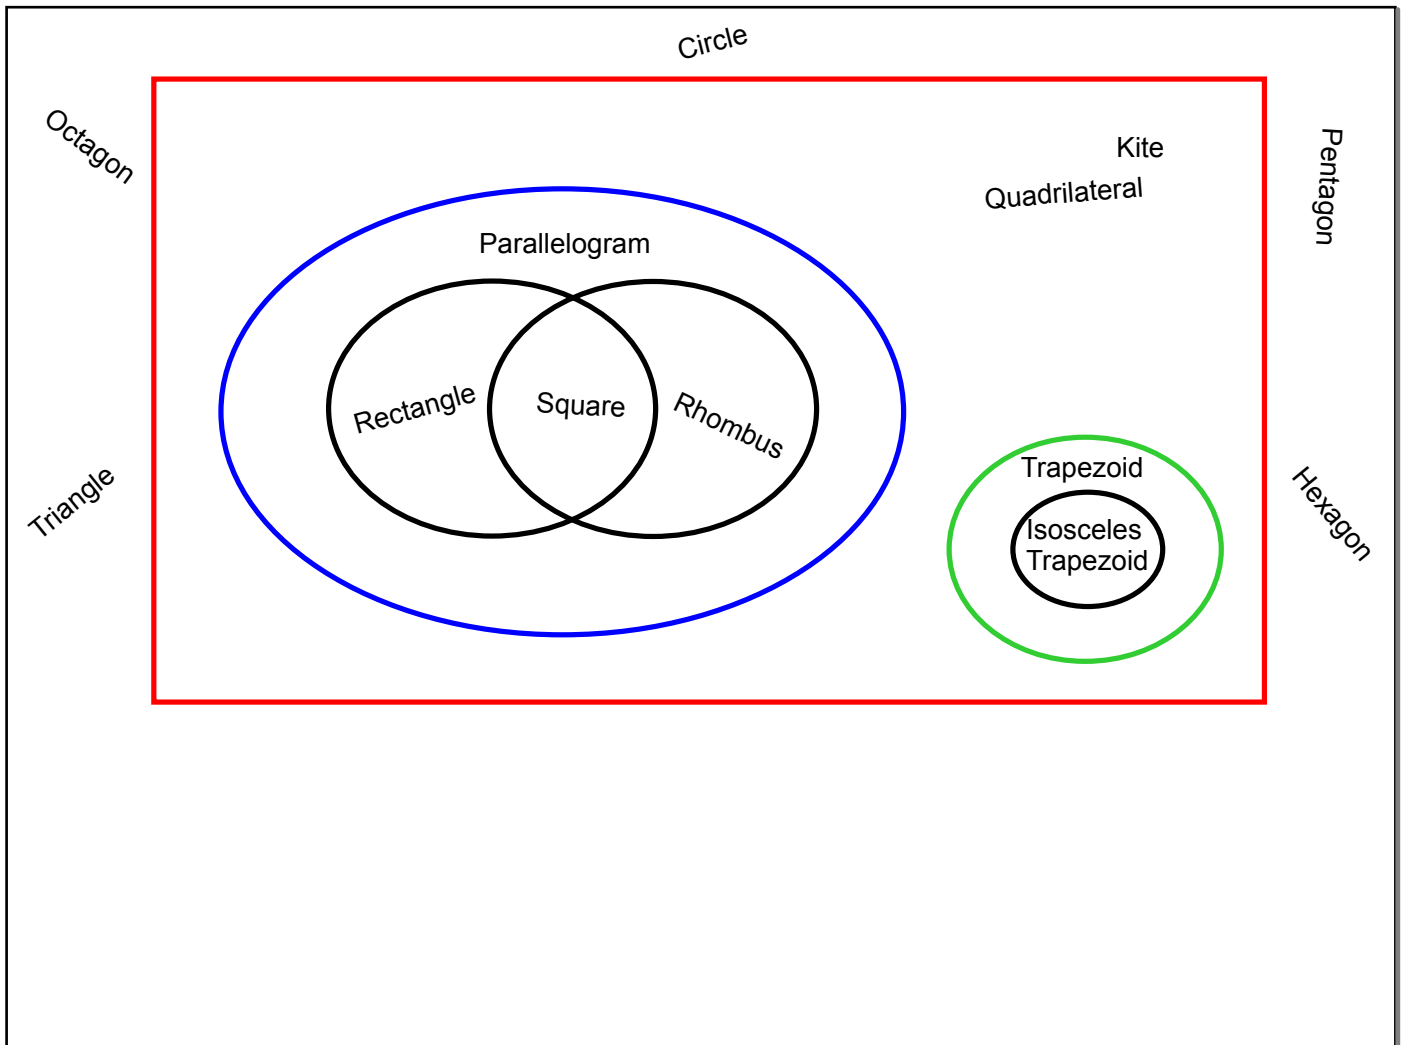 Circle
Octagon
Kite
Pentagon
Quadrilateral
Parallelogram
Rectangle
Square
Rhombus
Triangle
Trapezoid
Hexagon
Isosceles
Trapezoid